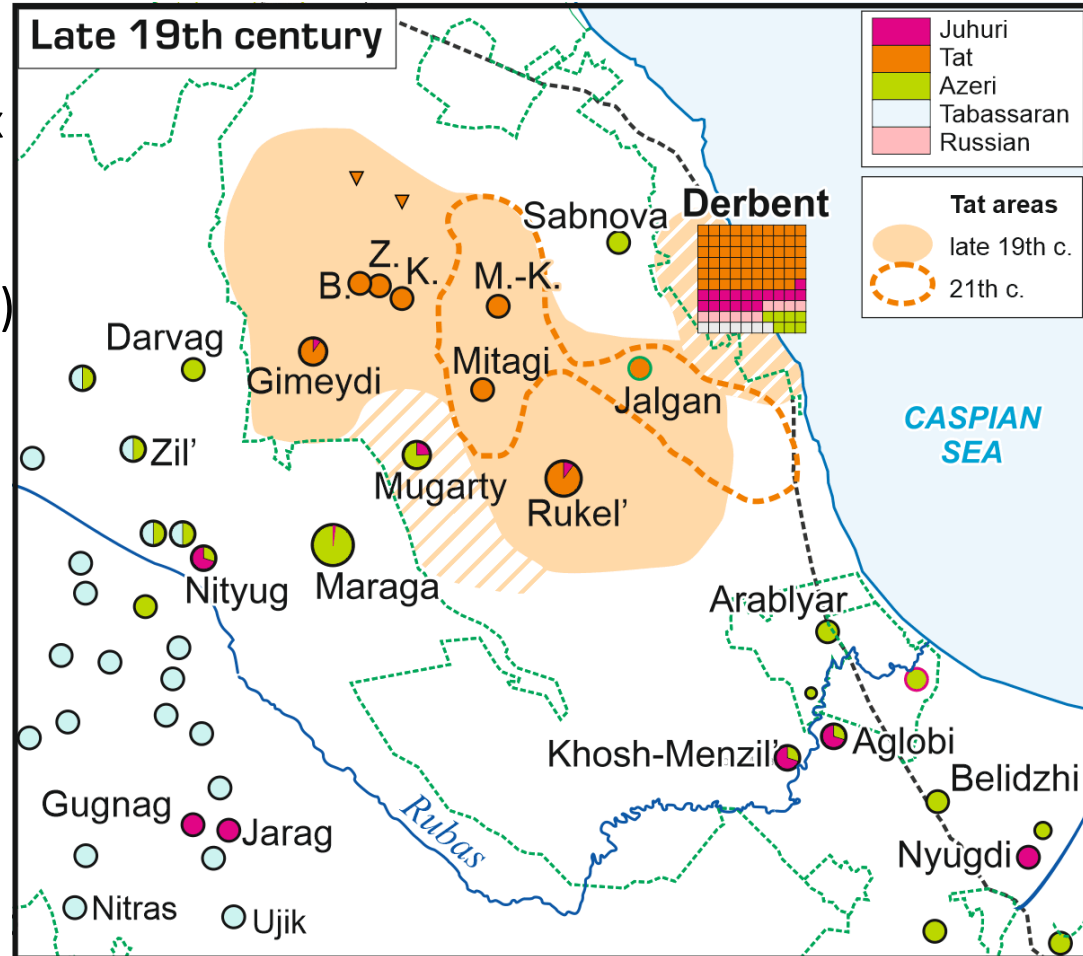 Late 19th century
Juhuri
Tat
Azeri
Tabassaran
Russian
Tat areas
late 19th c.
21th c.
x
)
Derbent
Sabnova
Z.
B.
K.
M.-K.
Darvag
Gimeydi
Mitagi
Jalgan
CASPIAN
SEA
Zil’
Mugarty
Rukel’
Nityug
Maraga
Arablyar
Khosh-Menzil’
Aglobi
Belidzhi
Gugnag
Jarag
Rubas
Nyugdi
Nitras
Ujik